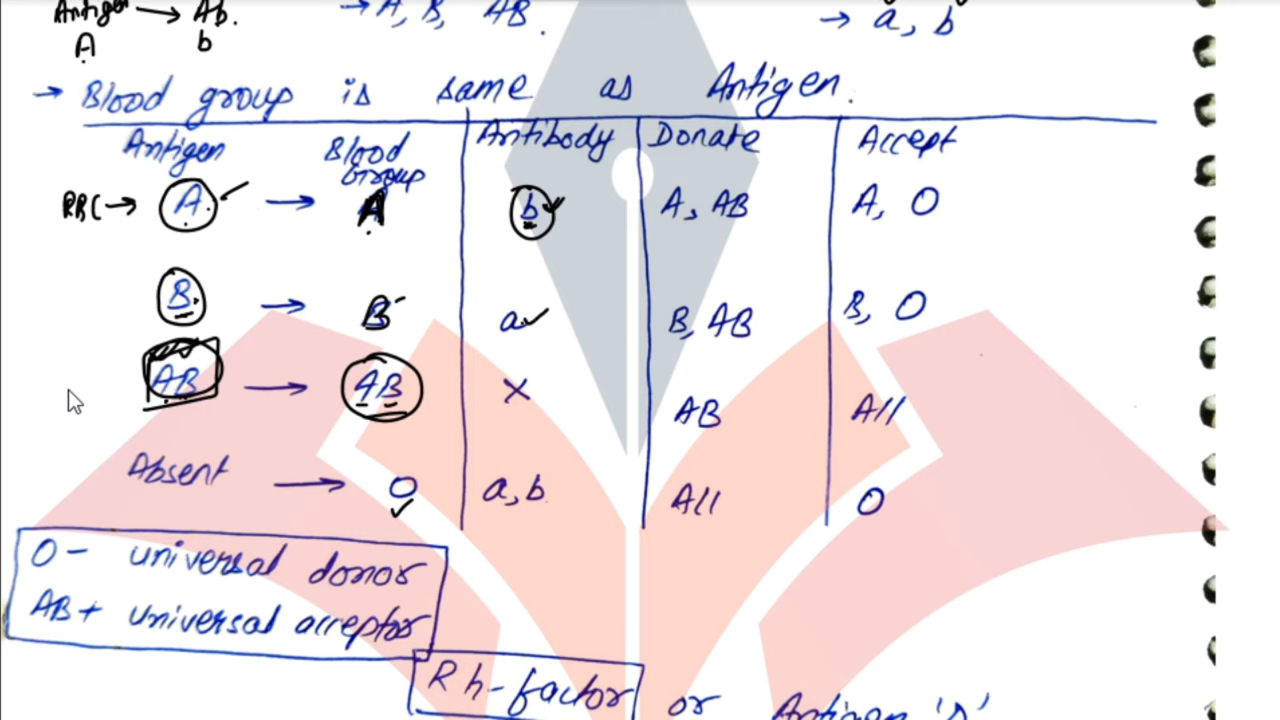 Antigen → Ab. → A, B, AB. → a, b
A b
→ Blood group is same as Antigen.
Antigen Blood Group Antibody Donate Accept
RBC → A → A b A, AB A, O
B → B a B, AB B, O
AB → AB × AB All
Absent → O a, b All O
O- universal donor
AB+ universal acceptor
Rh-factor or Antigen 'D'